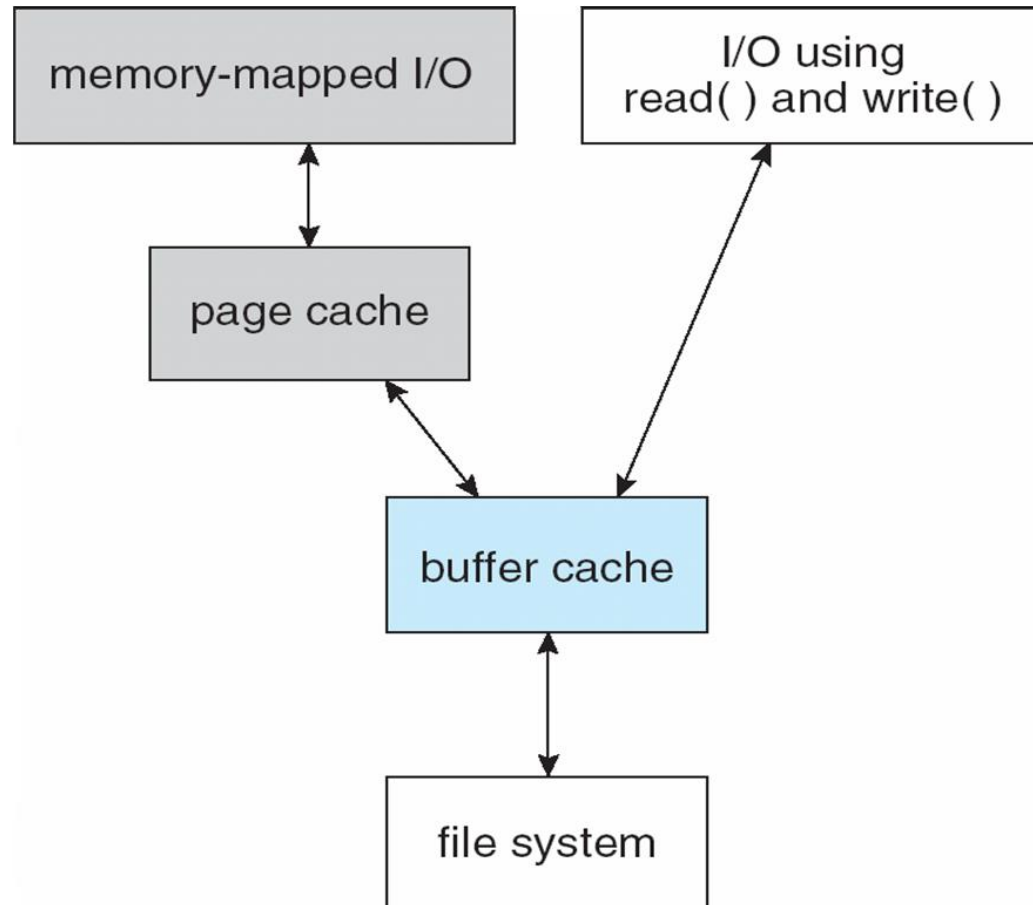 memory-mapped I/O
I/O using
read( ) and write( )
page cache
buffer cache
file system